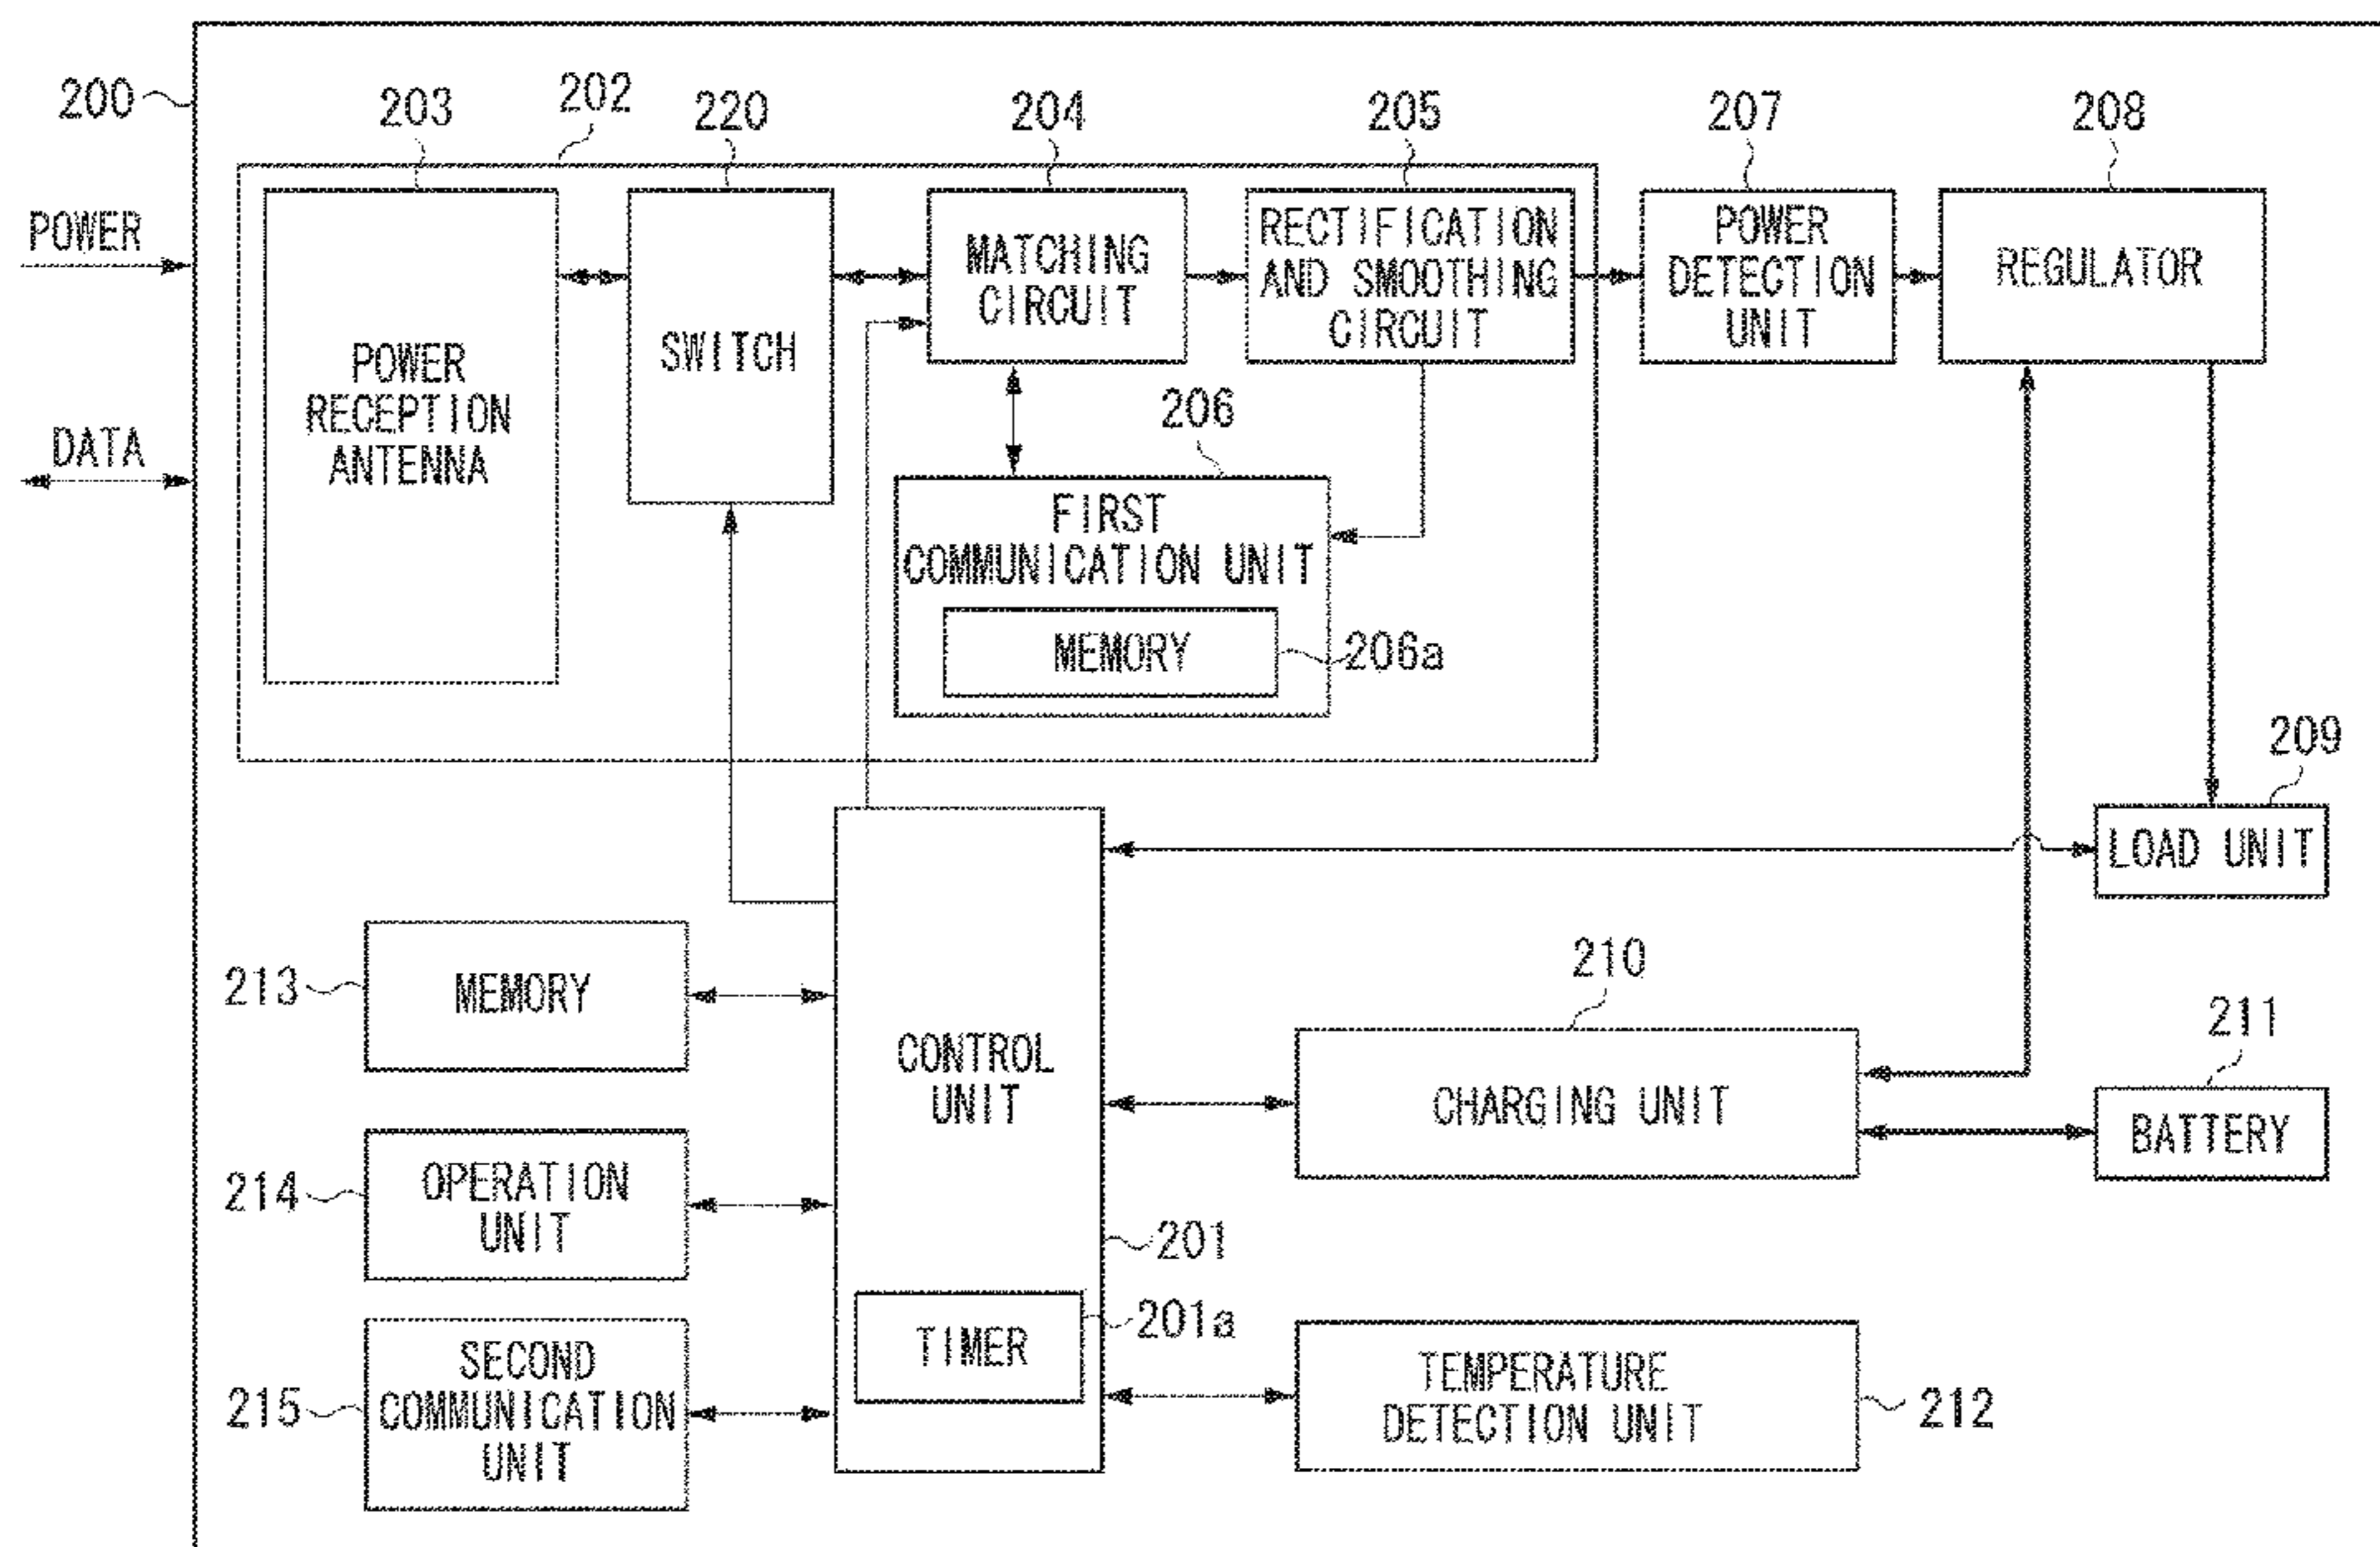 200
203
202
220
204
205
207
208
POWER
DATA
POWER
RECEPTION
ANTENNA
SWITCH
MATCHING
CIRCUIT
RECTIFICATION
AND SMOOTHING
CIRCUIT
POWER
DETECTION
UNIT
REGULATOR
206
FIRST
COMMUNICATION UNIT
MEMORY
206a
209
LOAD UNIT
213
MEMORY
CONTROL
UNIT
210
CHARGING UNIT
211
BATTERY
214
OPERATION
UNIT
201
TIMER
201a
215
SECOND
COMMUNICATION
UNIT
TEMPERATURE
DETECTION UNIT
212